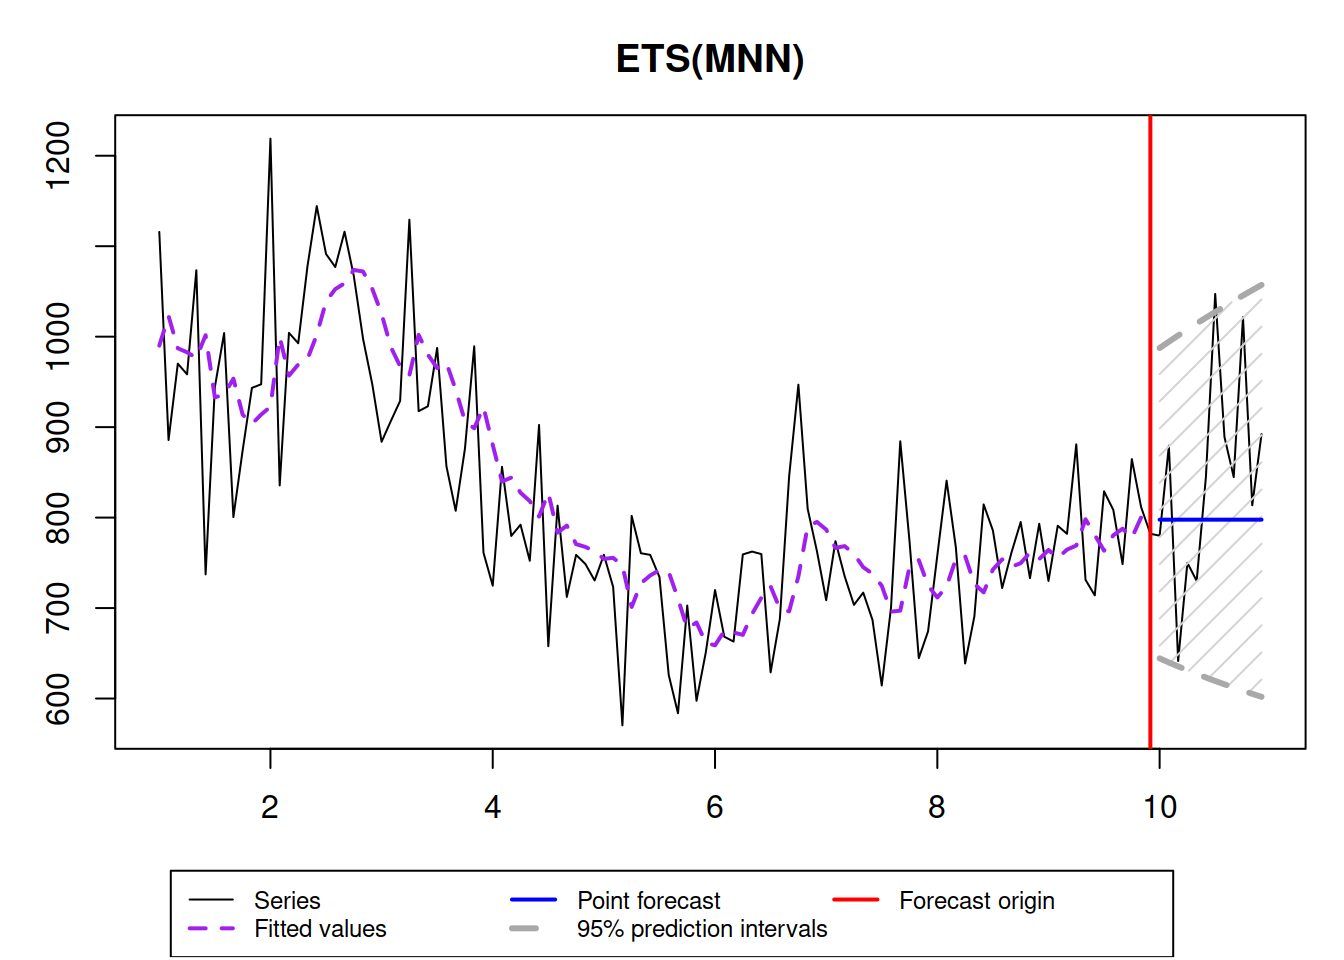 ETS(MNN)
1200
1000
900
800
700
600
2 4 6 8 10
Series Point forecast Forecast origin
Fitted values 95% prediction intervals